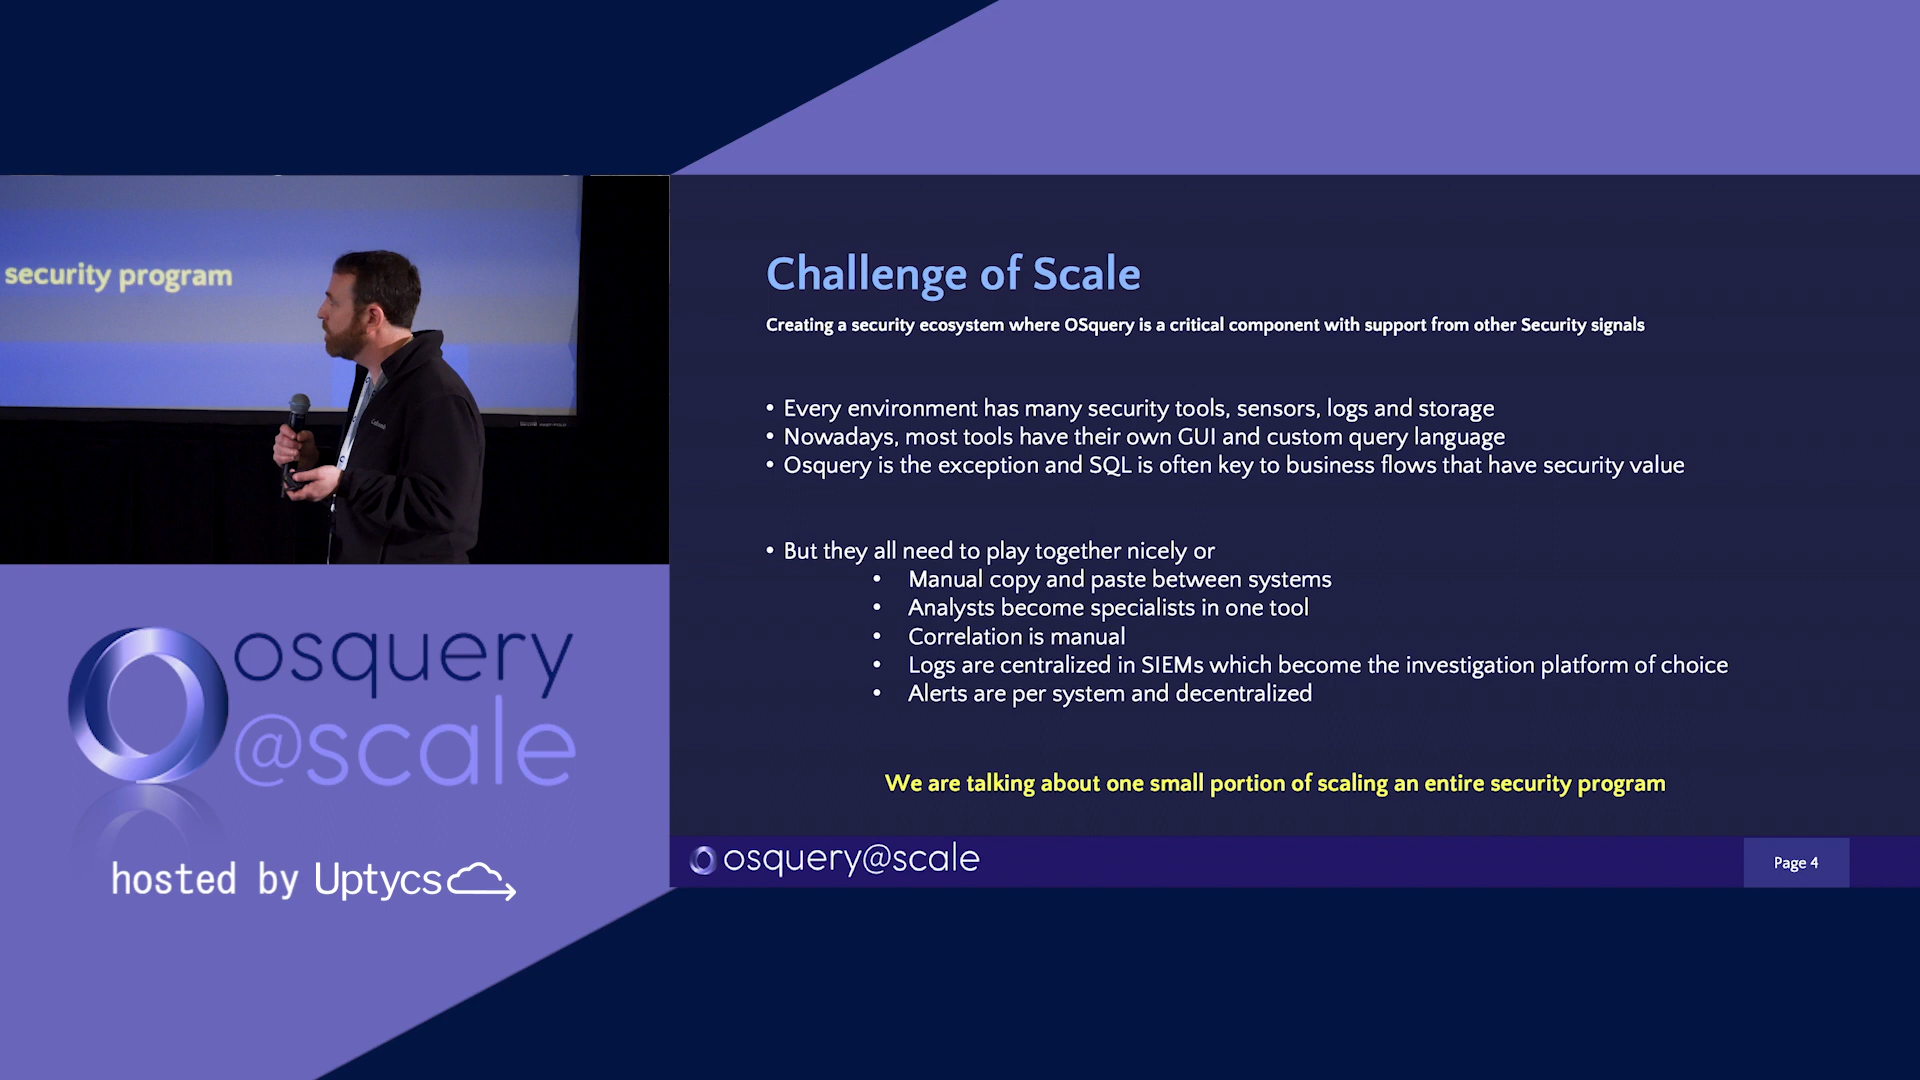 security program
osquery
@scale
hosted by Uptycs
Challenge of Scale
Creating a security ecosystem where OSquery is a critical component with support from other Security signals
• Every environment has many security tools, sensors, logs and storage
• Nowadays, most tools have their own GUI and custom query language
• Osquery is the exception and SQL is often key to business flows that have security value
• But they all need to play together nicely or
• Manual copy and paste between systems
• Analysts become specialists in one tool
• Correlation is manual
• Logs are centralized in SIEMs which become the investigation platform of choice
• Alerts are per system and decentralized
We are talking about one small portion of scaling an entire security program
osquery@scale
Page 4